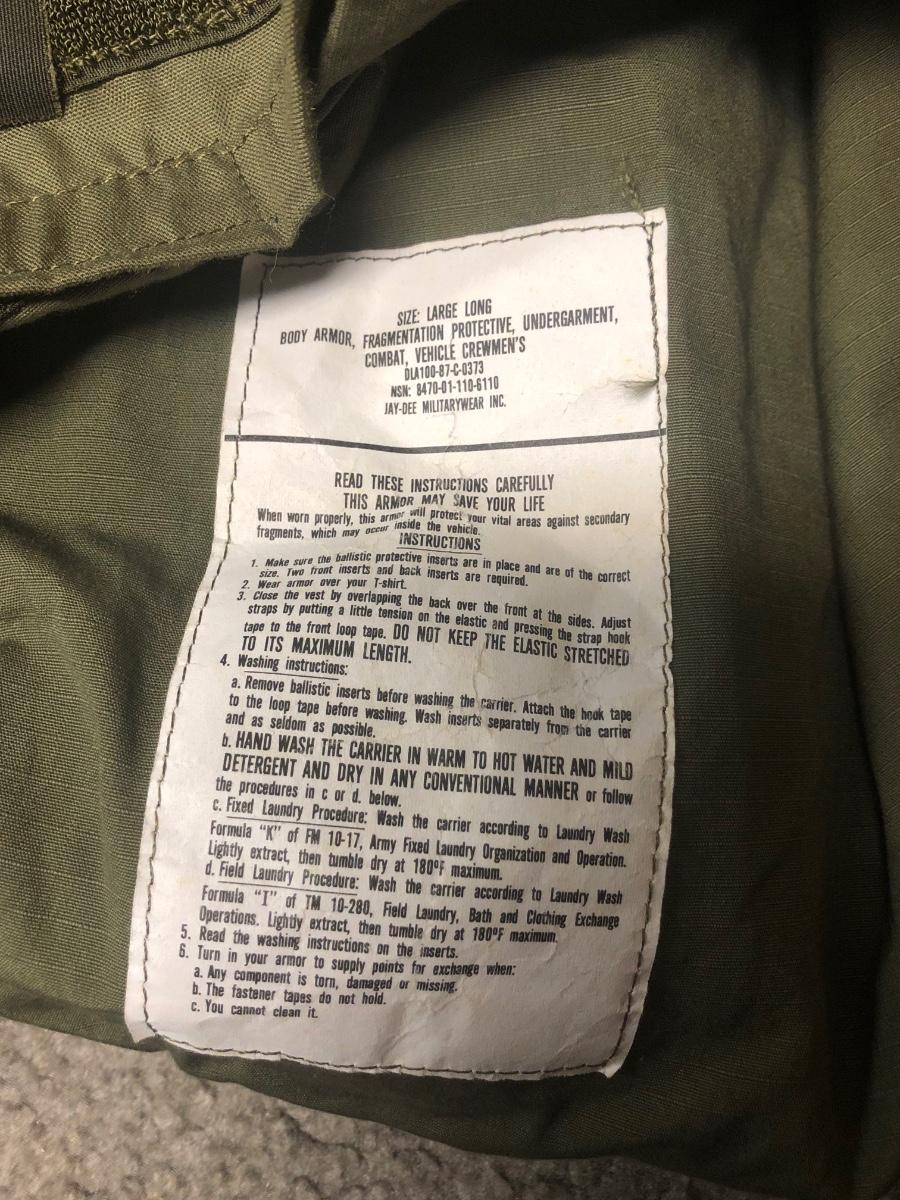 SIZE: LARGE LONG
BODY ARMOR, FRAGMENTATION PROTECTIVE, UNDERGARMENT,
COMBAT, VEHICLE CREWMEN'S
DLA100-87-C-0373
NSN: 8470-01-110-6110
JAY-DEE MILITARYWEAR INC.
READ THESE INSTRUCTIONS CAREFULLY
THIS ARMOR MAY SAVE YOUR LIFE
When worn properly, this armor will protect your vital areas against secondary
fragments, which may occur inside the vehicle.
INSTRUCTIONS
1. Make sure the ballistic protective inserts are in place and are of the correct
size. Two front inserts and back inserts are required.
2. Wear armor over your T-shirt.
3. Close the vest by overlapping the back over the front at the sides. Adjust
straps by putting a little tension on the elastic and pressing the strap hook
tape to the front loop tape. DO NOT KEEP THE ELASTIC STRETCHED
TO ITS MAXIMUM LENGTH.
4. Washing instructions:
a. Remove ballistic inserts before washing the carrier. Attach the hook tape
to the loop tape before washing. Wash inserts separately from the carrier
and as seldom as possible.
b. HAND WASH THE CARRIER IN WARM TO HOT WATER AND MILD
DETERGENT AND DRY IN ANY CONVENTIONAL MANNER or follow
the procedures in c or d. below.
c. Fixed Laundry Procedure: Wash the carrier according to Laundry Wash
Formula "K" of FM 10-17, Army Fixed Laundry Organization and Operation.
Lightly extract, then tumble dry at 180°F maximum.
d. Field Laundry Procedure: Wash the carrier according to Laundry Wash
Formula "I" of TM 10-280, Field Laundry, Bath and Clothing Exchange
Operations. Lightly extract, then tumble dry at 180°F maximum.
5. Read the washing instructions on the inserts.
6. Turn in your armor to supply points for exchange when:
a. Any component is torn, damaged or missing.
b. The fastener tapes do not hold.
c. You cannot clean it.